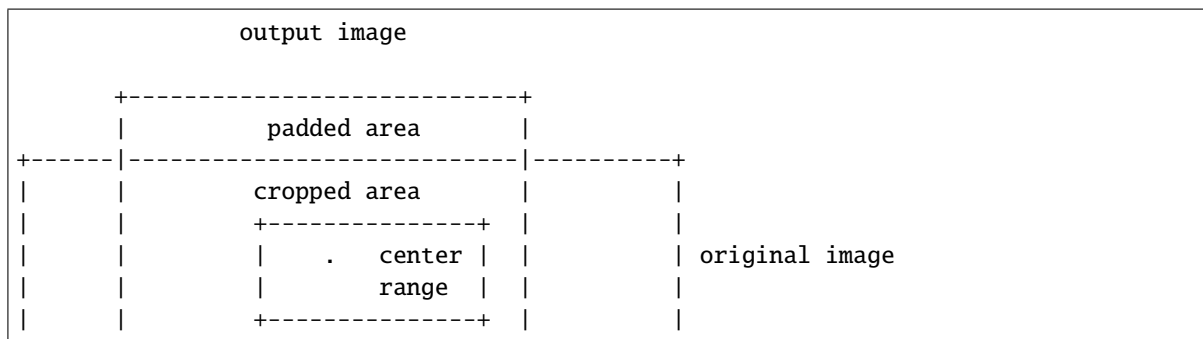 output image
+----------------------------+
|          padded area       |
+------|----------------------------|----------+
|      |         cropped area       |          |
|      |         +---------------+  |          |
|      |         |    .   center |  |          | original image
|      |         |        range  |  |          |
|      |         +---------------+  |          |